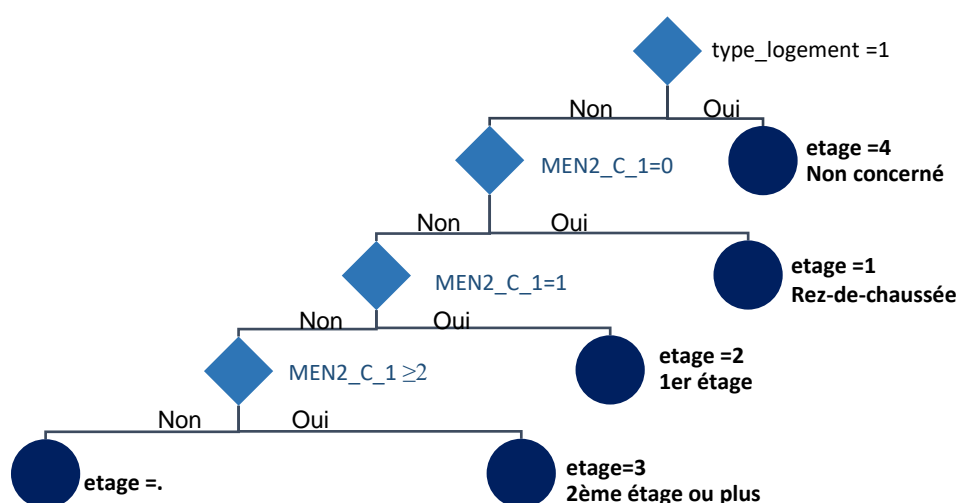 type_logement =1
Non
Oui
etage =4
Non concerné
MEN2_C_1=0
Non
Oui
etage =1
Rez-de-chaussée
MEN2_C_1=1
Non
Oui
etage =2
1er étage
MEN2_C_1 ≥2
Non
Oui
etage =.
etage=3
2ème étage ou plus